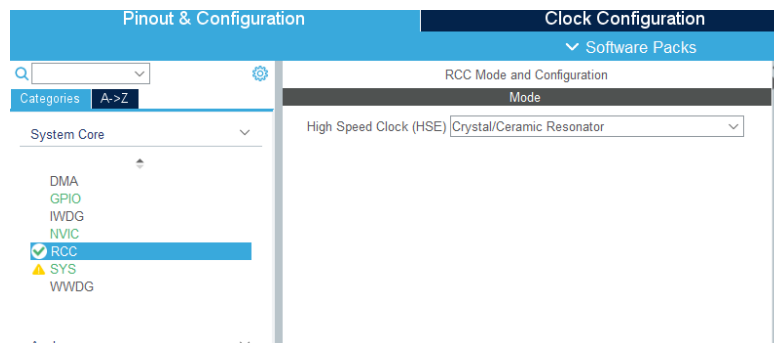 Pinout & Configuration
Clock Configuration
Software Packs
Categories
A->Z
System Core
DMA
GPIO
IWDG
NVIC
RCC
SYS
WWDG
RCC Mode and Configuration
Mode
High Speed Clock (HSE) Crystal/Ceramic Resonator